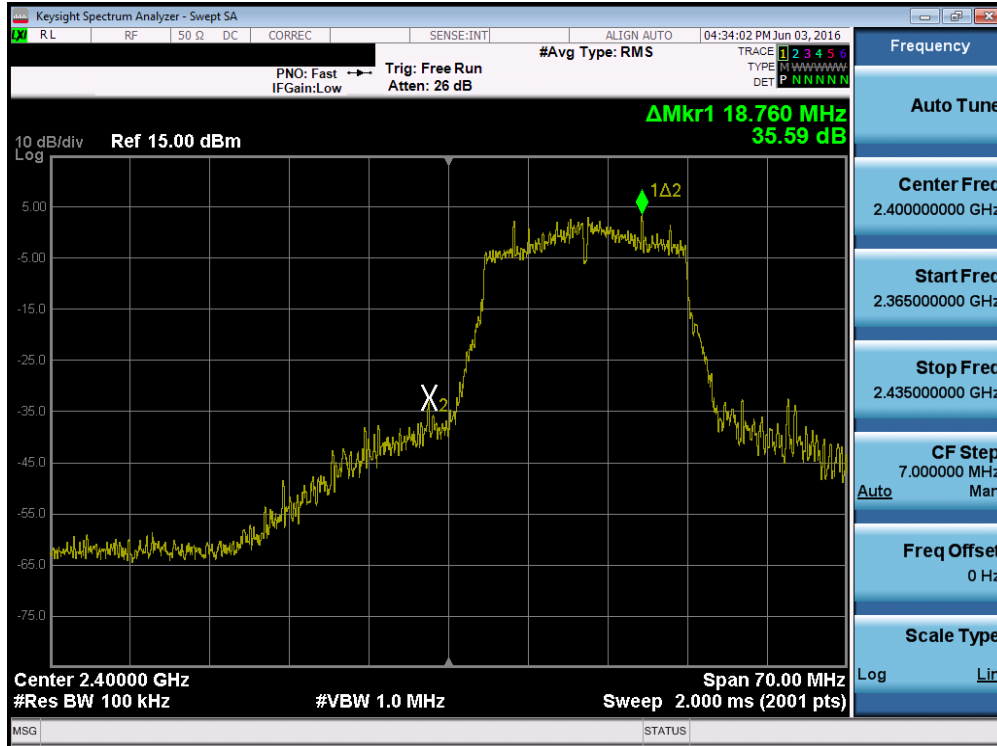 Keysight Spectrum Analyzer - Swept SA
LXI RL RF 50 Ω DC CORREC SENSE:INT ALIGN AUTO 04:34:02 PM Jun 03, 2016
#Avg Type: RMS
TRACE 1 2 3 4 5 6
TYPE M WWWWW
DET P N N N N N
PNO: Fast
IFGain:Low
Trig: Free Run
Atten: 26 dB
ΔMkr1 18.760 MHz
35.59 dB
10 dB/div Ref 15.00 dBm
Log
1Δ2
5.00
-5.00
-15.0
-25.0
-35.0
X2
-45.0
-55.0
-65.0
-75.0
Center 2.40000 GHz Span 70.00 MHz
#Res BW 100 kHz #VBW 1.0 MHz Sweep 2.000 ms (2001 pts)
MSG STATUS
Frequency
Auto Tune
Center Freq
2.400000000 GHz
Start Freq
2.365000000 GHz
Stop Freq
2.435000000 GHz
CF Step
7.000000 MHz
Auto Man
Freq Offset
0 Hz
Scale Type
Log Lin